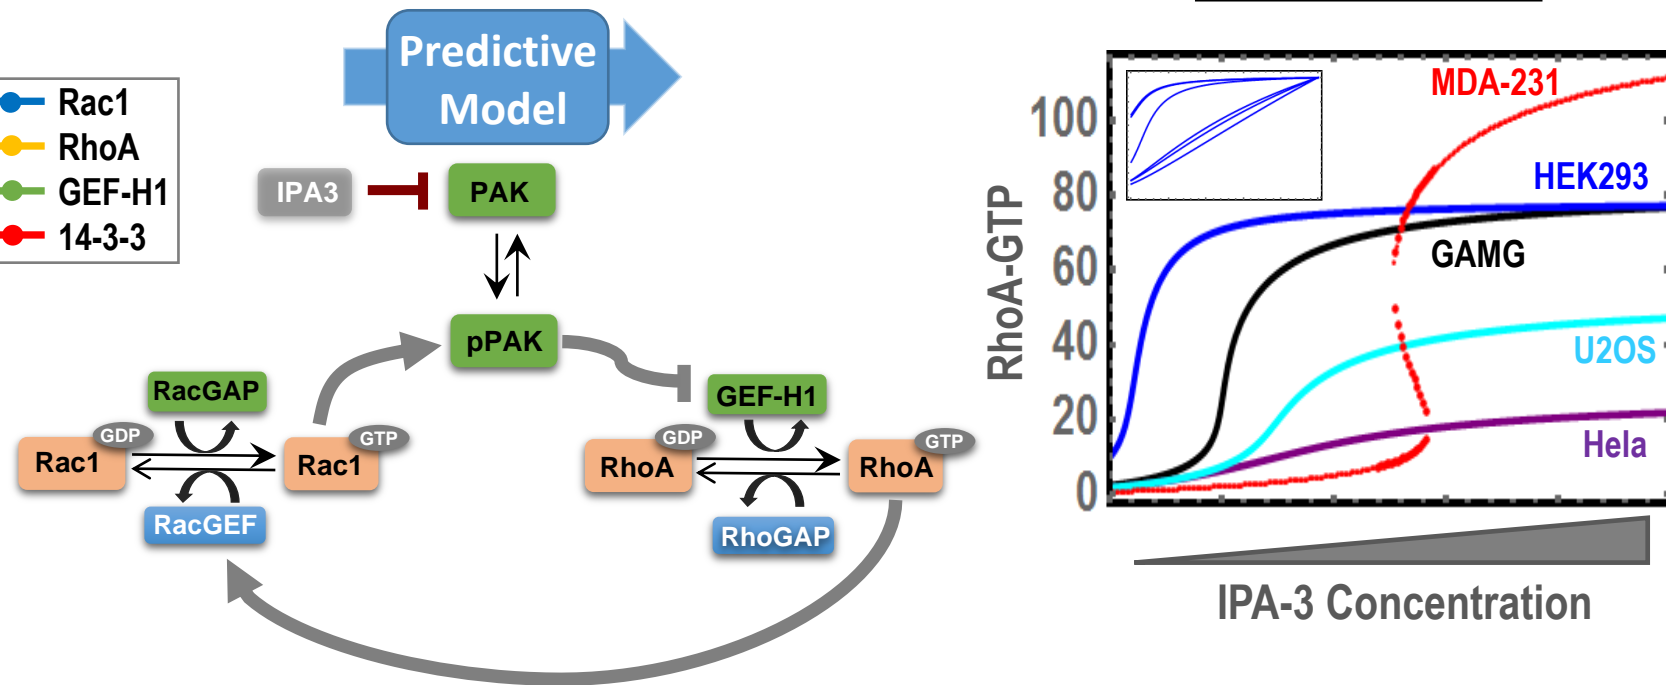 Predictive
Model
Rac1
RhoA
GEF-H1
14-3-3
IPA3
PAK
pPAK
RacGAP
GEF-H1
GDP
GTP
Rac1
Rac1
GDP
GTP
RhoA
RhoA
RacGEF
RhoGAP
RhoA-GTP
100
80
60
40
20
0
MDA-231
HEK293
GAMG
U2OS
Hela
IPA-3 Concentration